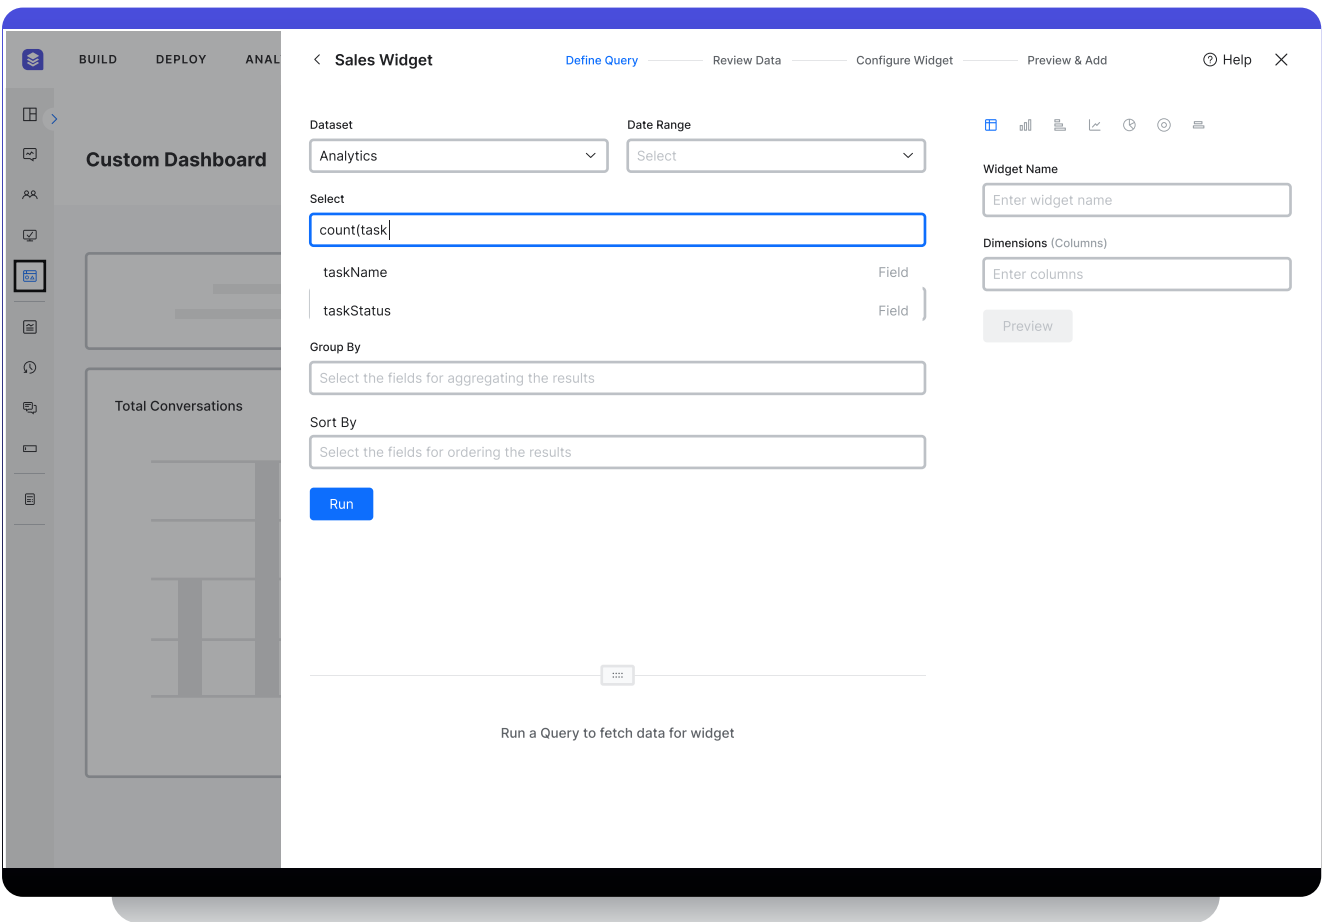 BUILD DEPLOY ANAL
Sales Widget
Define Query Review Data Configure Widget Preview & Add
Help
Custom Dashboard
Total Conversations
Dataset
Analytics
Date Range
Select
Select
count(task
taskName Field
taskStatus Field
Group By
Select the fields for aggregating the results
Sort By
Select the fields for ordering the results
Run
Run a Query to fetch data for widget
Widget Name
Enter widget name
Dimensions (Columns)
Enter columns
Preview